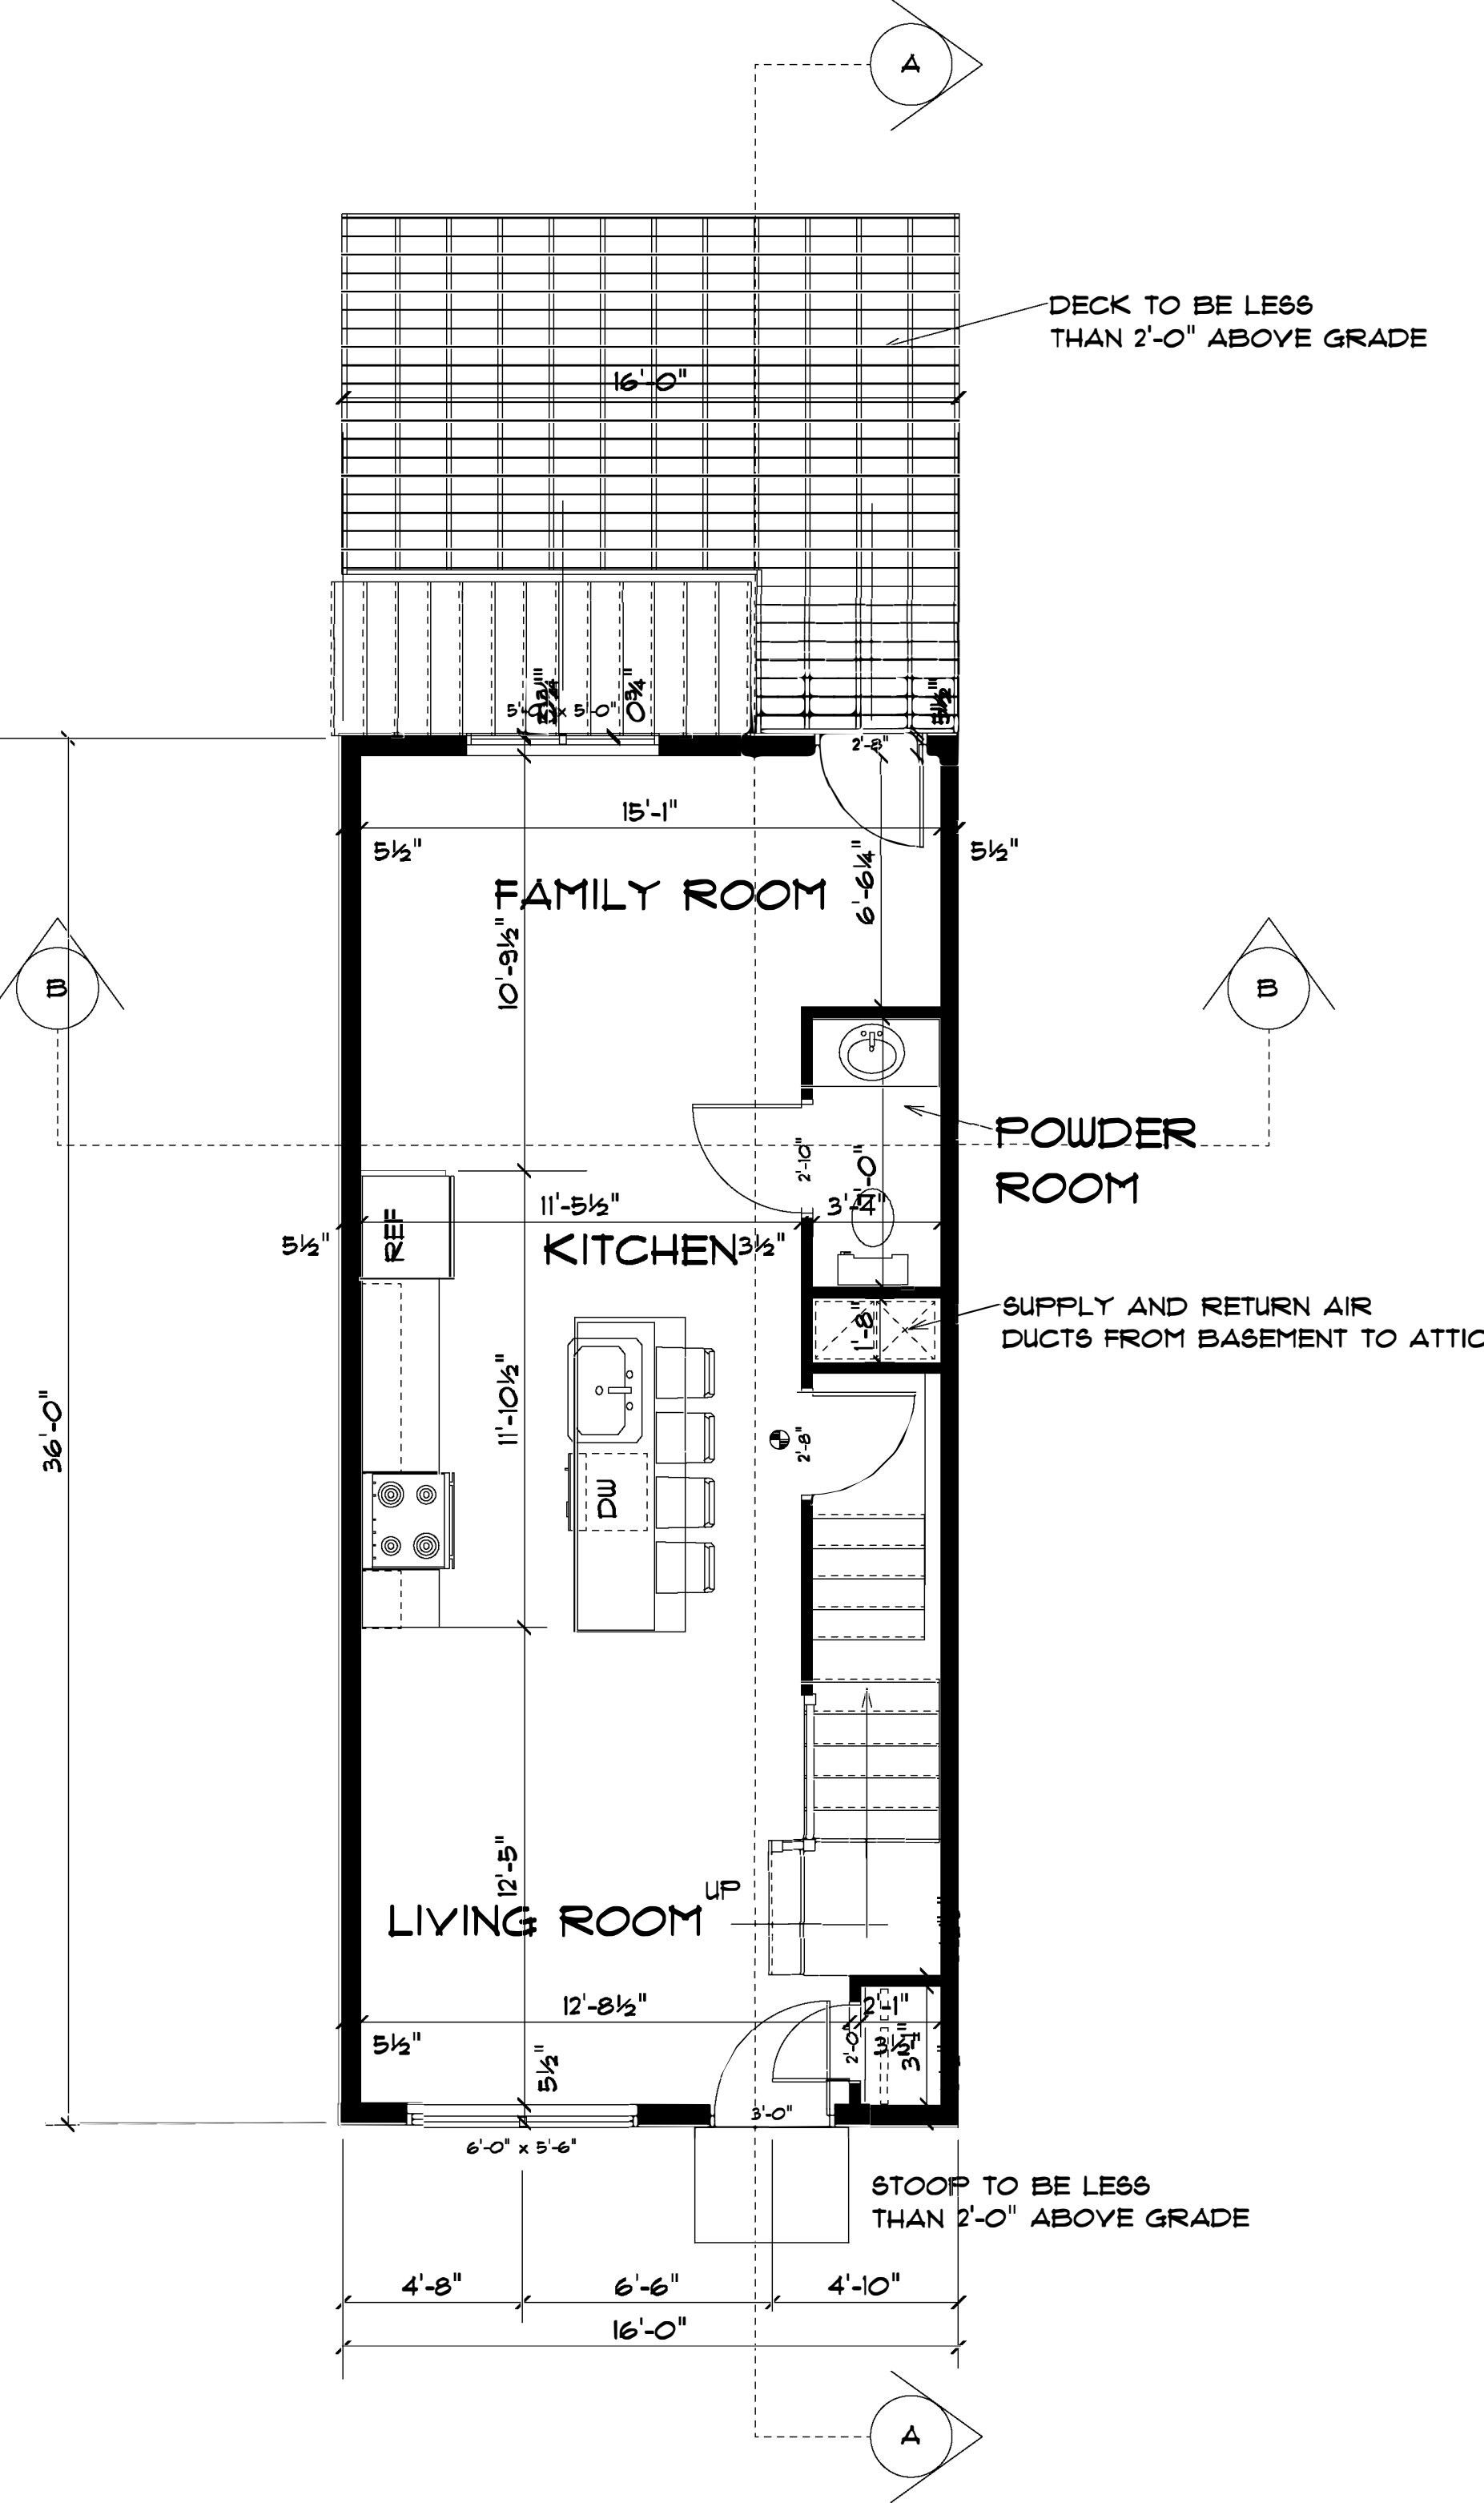 A
DECK TO BE LESS
THAN 2'-0" ABOVE GRADE
16'-0"
5'-0" x 5'-0"
2'-8"
15'-1"
5½"
5½"
FAMILY ROOM
6'-6¼"
10'-9½"
B
B
POWDER
ROOM
2'-10"
11'-5½"
3'-4"
5½"
REF
KITCHEN
3½"
SUPPLY AND RETURN AIR
DUCTS FROM BASEMENT TO ATTIC
1'-8"
11'-10½"
36'-0"
2'-8"
DW
12'-5"
UP
LIVING ROOM
12'-8½"
2'-1"
5½"
5½"
2'-0"
3½"
3'-1"
3'-0"
6'-0" x 5'-6"
STOOP TO BE LESS
THAN 2'-0" ABOVE GRADE
4'-8"
6'-6"
4'-10"
16'-0"
A